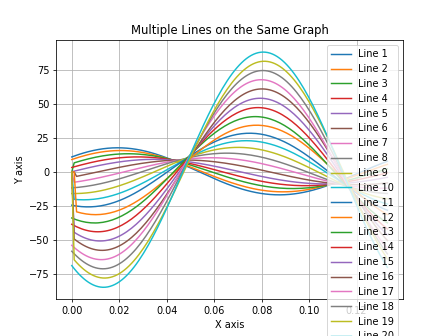 Multiple Lines on the Same Graph
Y axis
75
50
25
0
−25
−50
−75
0.00
0.02
0.04
0.06
0.08
0.10
X axis
Line 1
Line 2
Line 3
Line 4
Line 5
Line 6
Line 7
Line 8
Line 9
Line 10
Line 11
Line 12
Line 13
Line 14
Line 15
Line 16
Line 17
Line 18
Line 19
Line 20